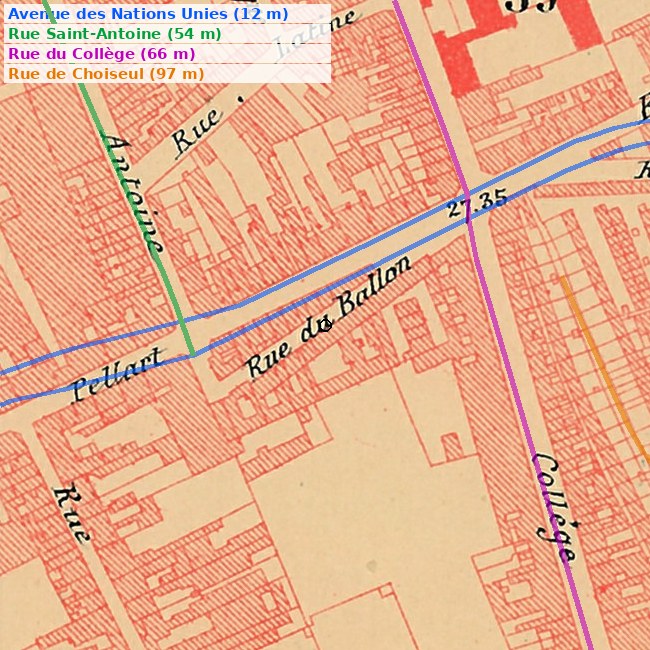 Avenue des Nations Unies (12 m)
Rue Saint-Antoine (54 m)
Rue du Collège (66 m)
Rue de Choiseul (97 m)
Rue Latine
Antoine
27.35
Rue du Ballon
Pellart
Rue
Collége